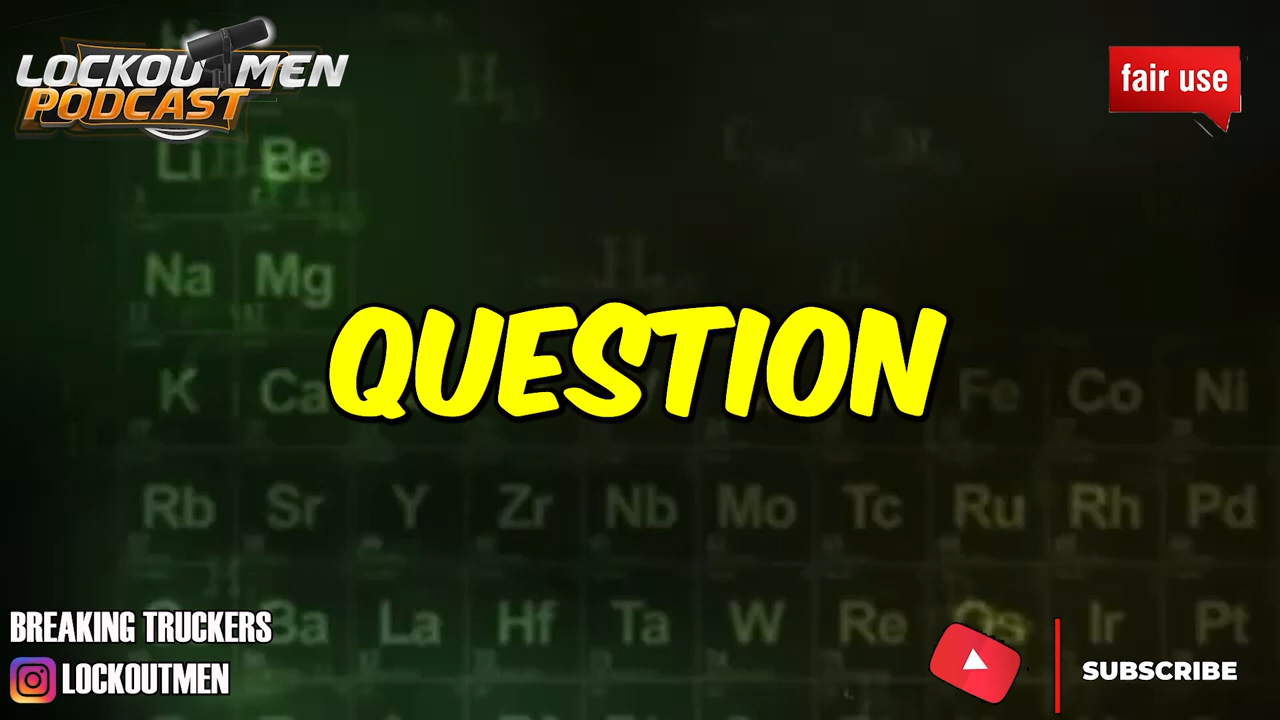 LOCKOUTMEN
PODCAST
fair use
H
Li Be
Na Mg
QUESTION
K Ca Fe Co Ni
Rb Sr Y Zr Nb Mo Tc Ru Rh Pd
Ba La Hf Ta W Re Os Ir Pt
BREAKING TRUCKERS
LOCKOUTMEN
SUBSCRIBE